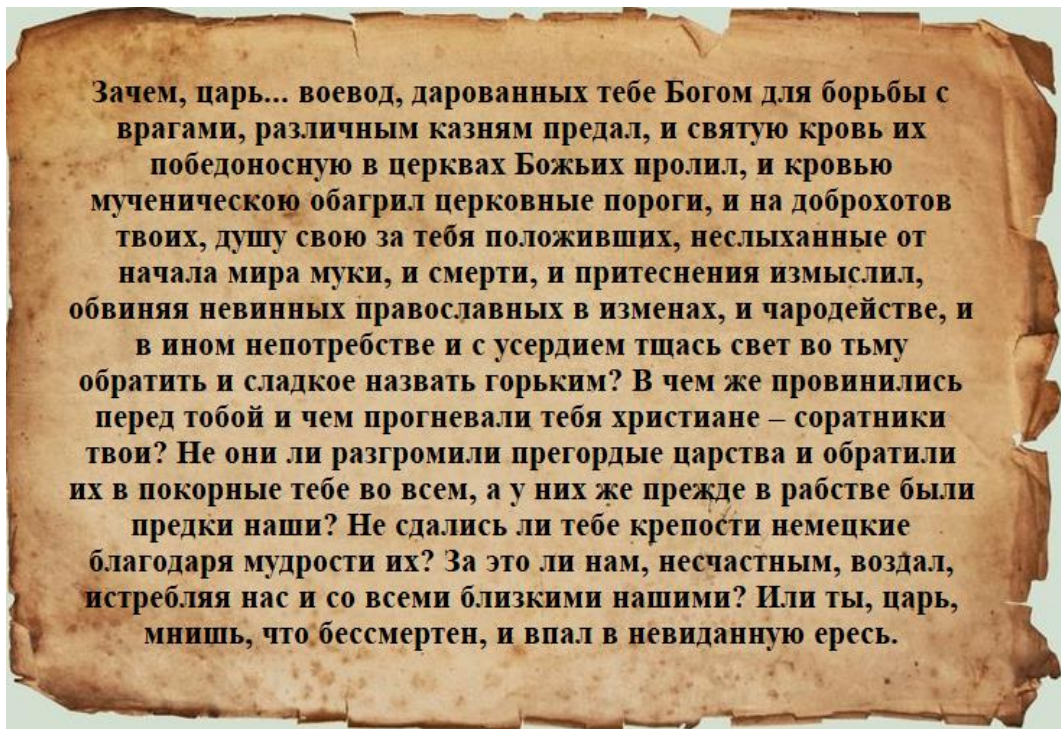 Зачем, царь... воевод, дарованных тебе Богом для борьбы с
врагами, различным казням предал, и святую кровь их
победоносную в церквах Божьих пролил, и кровью
мученическою обагрил церковные пороги, и на доброхотов
твоих, душу свою за тебя положивших, неслыханные от
начала мира муки, и смерти, и притеснения измыслил,
обвиняя невинных православных в изменах, и чародействе, и
в ином непотребстве и с усердием тщась свет во тьму
обратить и сладкое назвать горьким? В чем же провинились
перед тобой и чем прогневали тебя христиане – соратники
твои? Не они ли разгромили прегордые царства и обратили
их в покорные тебе во всем, а у них же прежде в рабстве были
предки наши? Не сдались ли тебе крепости немецкие
благодаря мудрости их? За это ли нам, несчастным, воздал,
истребляя нас и со всеми близкими нашими? Или ты, царь,
мнишь, что бессмертен, и впал в невиданную ересь.